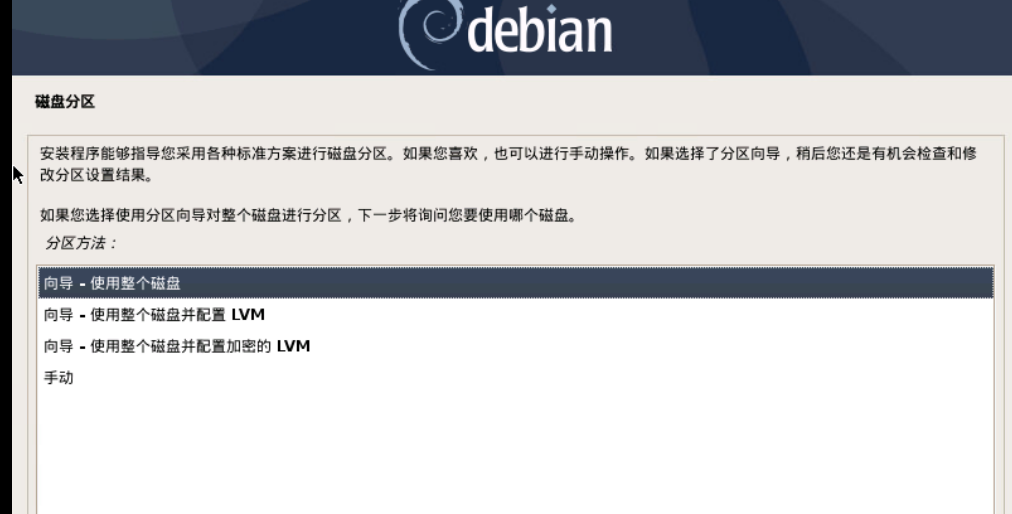 debian
磁盘分区
安装程序能够指导您采用各种标准方案进行磁盘分区。如果您喜欢，也可以进行手动操作。如果选择了分区向导，稍后您还是有机会检查和修
改分区设置结果。
如果您选择使用分区向导对整个磁盘进行分区，下一步将询问您要使用哪个磁盘。
分区方法：
向导 - 使用整个磁盘
向导 - 使用整个磁盘并配置 LVM
向导 - 使用整个磁盘并配置加密的 LVM
手动